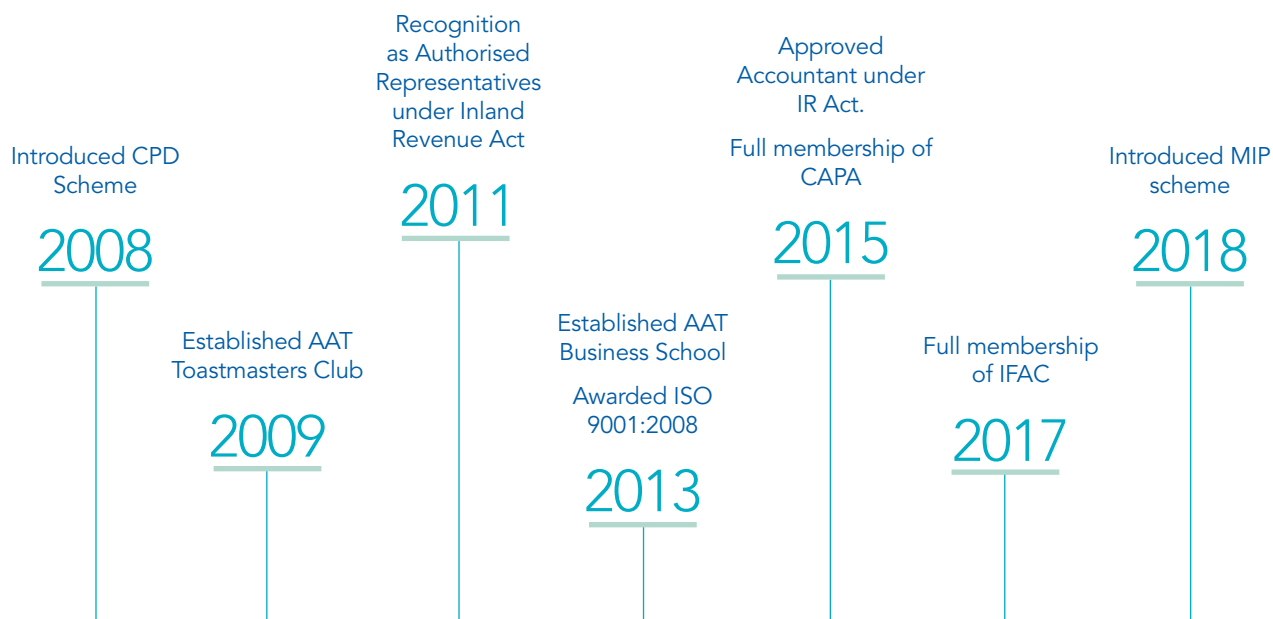 Introduced CPD
Scheme
2008
Established AAT
Toastmasters Club
2009
Recognition
as Authorised
Representatives
under Inland
Revenue Act
2011
Established AAT
Business School
Awarded ISO
9001:2008
2013
Approved
Accountant under
IR Act.
Full membership of
CAPA
2015
Full membership
of IFAC
2017
Introduced MIP
scheme
2018